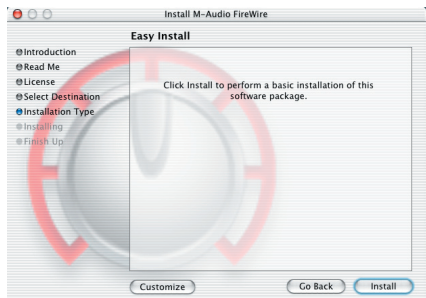 Install M-Audio FireWire
Easy Install
Introduction
Read Me
License
Select Destination
Installation Type
Installing
Finish Up
Click Install to perform a basic installation of this
software package.
Customize
Go Back
Install